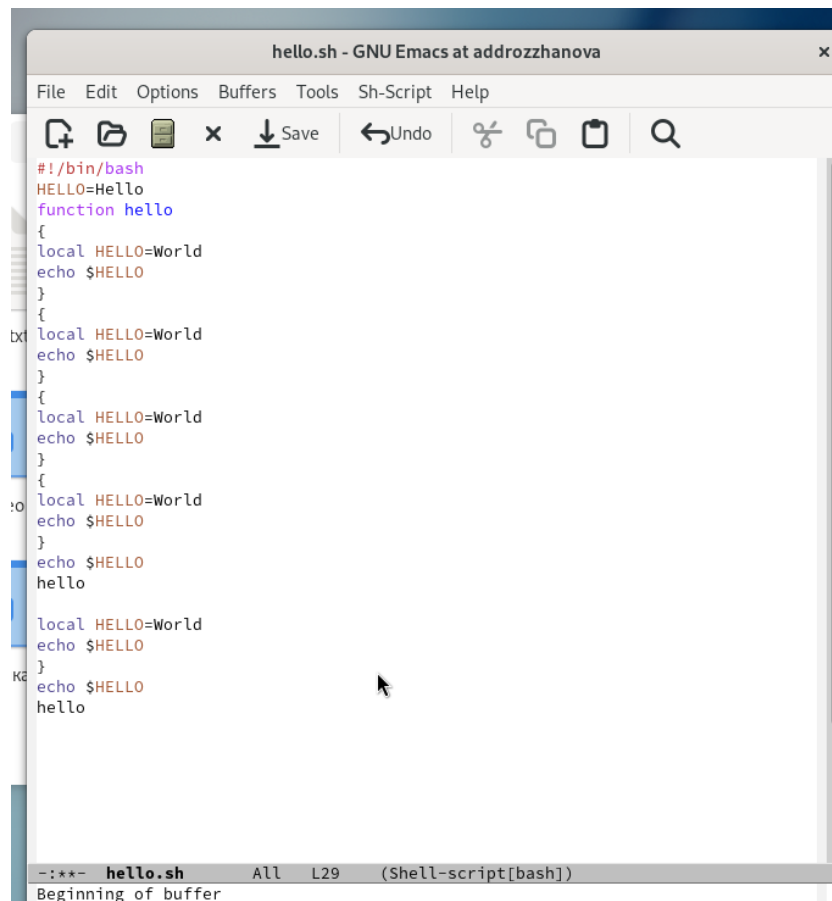 hello.sh - GNU Emacs at addrozzhanova
File Edit Options Buffers Tools Sh-Script Help
Save Undo
#!/bin/bash
HELLO=Hello
function hello
{
local HELLO=World
echo $HELLO
}
{
local HELLO=World
echo $HELLO
}
{
local HELLO=World
echo $HELLO
}
{
local HELLO=World
echo $HELLO
}
echo $HELLO
hello
local HELLO=World
echo $HELLO
}
echo $HELLO
hello
-:**- hello.sh All L29 (Shell-script[bash])
Beginning of buffer